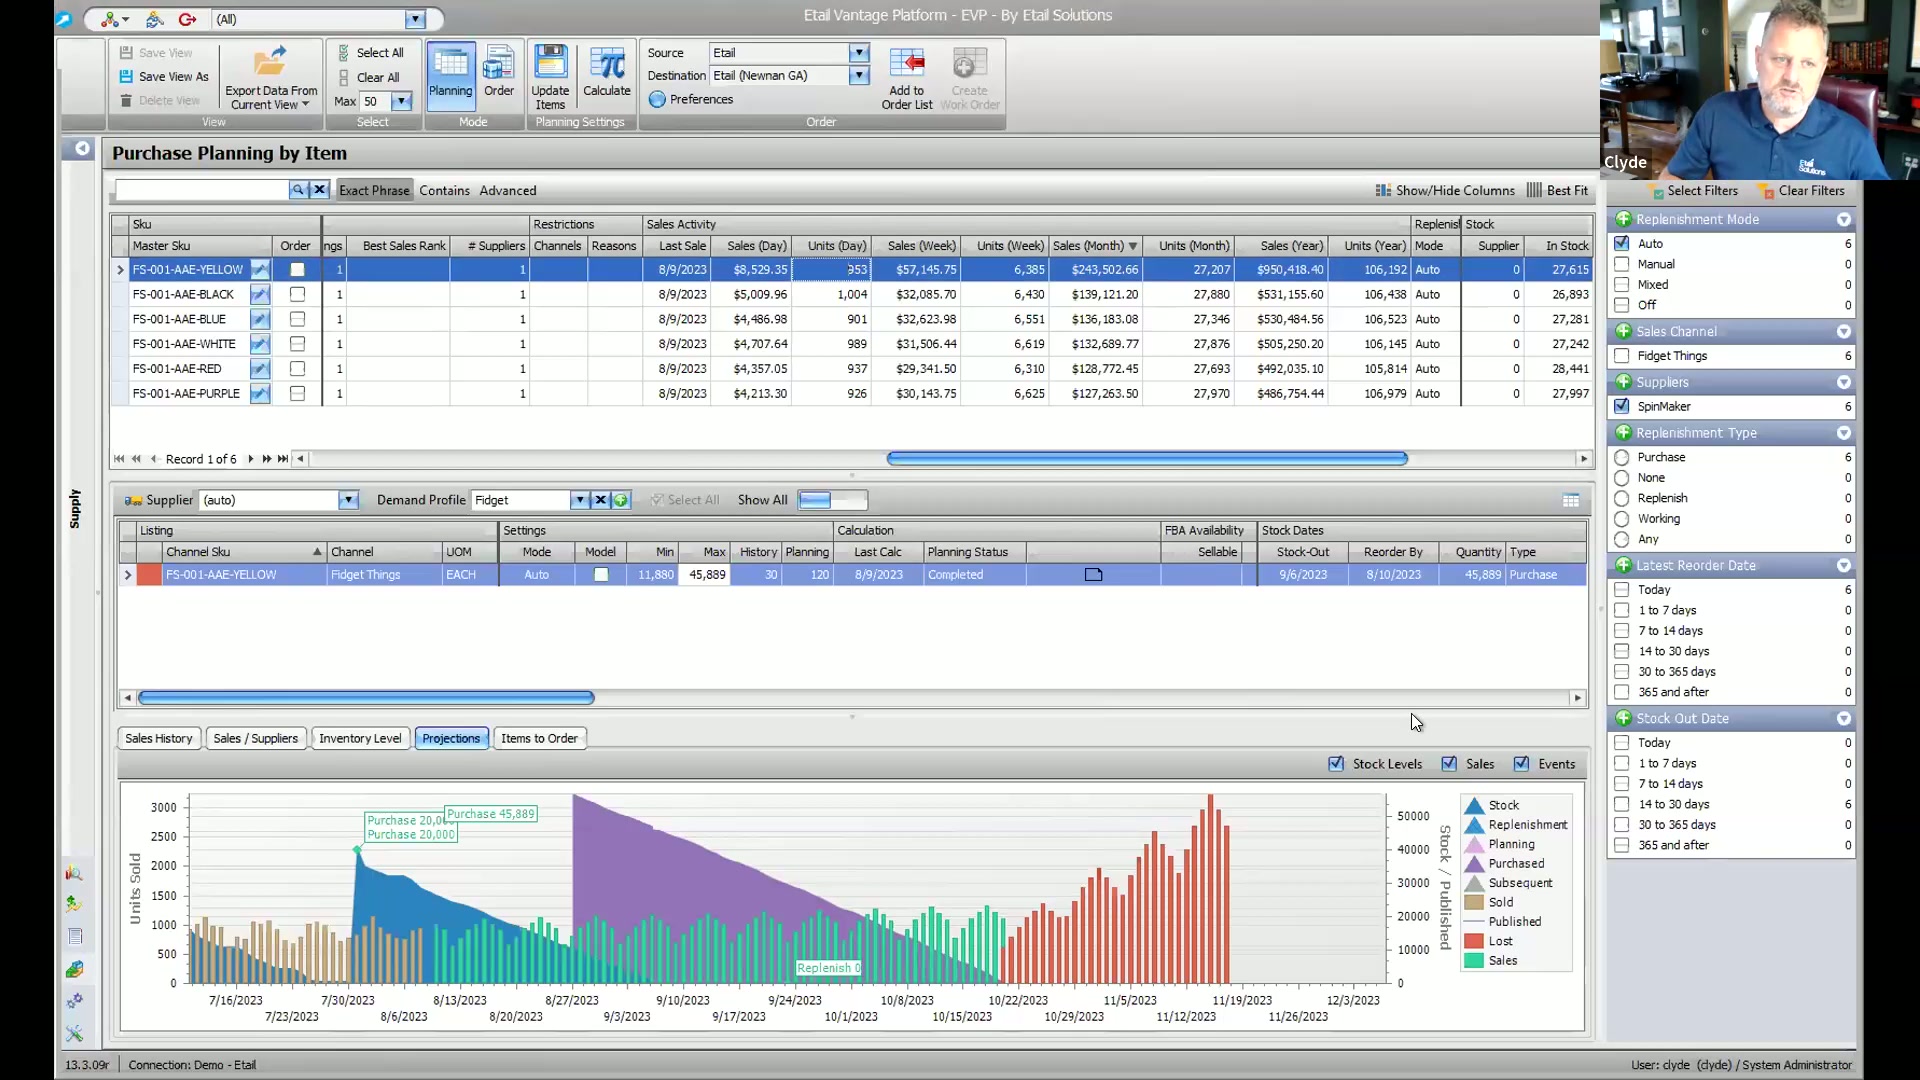 (All)
Etail Vantage Platform - EVP - By Etail Solutions
Save View
Save View As
Delete View
Export Data From
Current View
View
Select All
Clear All
Max 50
Select
Planning
Order
Mode
Update
Items
Calculate
Planning Settings
Source Etail
Destination Etail (Newnan GA)
Preferences
Add to
Order List
Create
Work Order
Order
Etail
Solutions
Clyde
Purchase Planning by Item
Exact Phrase Contains Advanced
Show/Hide Columns Best Fit
Select Filters Clear Filters
Sku Restrictions Sales Activity Replenisl Stock
Master Sku Order ngs Best Sales Rank # Suppliers Channels Reasons Last Sale Sales (Day) Units (Day) Sales (Week) Units (Week) Sales (Month) Units (Month) Sales (Year) Units (Year) Mode Supplier In Stock
FS-001-AAE-YELLOW 1 1 8/9/2023 $8,529.35 953 $57,145.75 6,385 $243,502.66 27,207 $950,418.40 106,192 Auto 0 27,615
FS-001-AAE-BLACK 1 1 8/9/2023 $5,009.96 1,004 $32,085.70 6,430 $139,121.20 27,880 $531,155.60 106,438 Auto 0 26,893
FS-001-AAE-BLUE 1 1 8/9/2023 $4,486.98 901 $32,623.98 6,551 $136,183.08 27,346 $530,484.56 106,523 Auto 0 27,281
FS-001-AAE-WHITE 1 1 8/9/2023 $4,707.64 989 $31,506.44 6,619 $132,689.77 27,876 $505,250.20 106,145 Auto 0 27,242
FS-001-AAE-RED 1 1 8/9/2023 $4,357.05 937 $29,341.50 6,310 $128,772.45 27,693 $492,035.10 105,814 Auto 0 28,441
FS-001-AAE-PURPLE 1 1 8/9/2023 $4,213.30 926 $30,143.75 6,625 $127,263.50 27,970 $486,754.44 106,979 Auto 0 27,997
Record 1 of 6
Supply
Supplier (auto) Demand Profile Fidget Select All Show All
Listing Settings Calculation FBA Availability Stock Dates
Channel Sku Channel UOM Mode Model Min Max History Planning Last Calc Planning Status Sellable Stock-Out Reorder By Quantity Type
FS-001-AAE-YELLOW Fidget Things EACH Auto 11,880 45,889 30 120 8/9/2023 Completed 9/6/2023 8/10/2023 45,889 Purchase
Sales History Sales / Suppliers Inventory Level Projections Items to Order
Stock Levels Sales Events
Units Sold
3000
2500
2000
1500
1000
500
0
Purchase 45,889
Purchase 20,000
Replenish 0
50000
40000
30000
20000
10000
0
Stock / Published
7/16/2023 7/30/2023 8/13/2023 8/27/2023 9/10/2023 9/24/2023 10/8/2023 10/22/2023 11/5/2023 11/19/2023 12/3/2023
7/23/2023 8/6/2023 8/20/2023 9/3/2023 9/17/2023 10/1/2023 10/15/2023 10/29/2023 11/12/2023 11/26/2023
Stock
Replenishment
Planning
Purchased
Subsequent
Sold
Published
Lost
Sales
Replenishment Mode
Auto 6
Manual 0
Mixed 0
Off 0
Sales Channel
Fidget Things 6
Suppliers
SpinMaker 6
Replenishment Type
Purchase 6
None 0
Replenish 0
Working 0
Any 0
Latest Reorder Date
Today 6
1 to 7 days 0
7 to 14 days 0
14 to 30 days 0
30 to 365 days 0
365 and after 0
Stock Out Date
Today 0
1 to 7 days 0
7 to 14 days 0
14 to 30 days 6
30 to 365 days 0
365 and after 0
13.3.09r Connection: Demo - Etail
User: clyde (clyde) / System Administrator